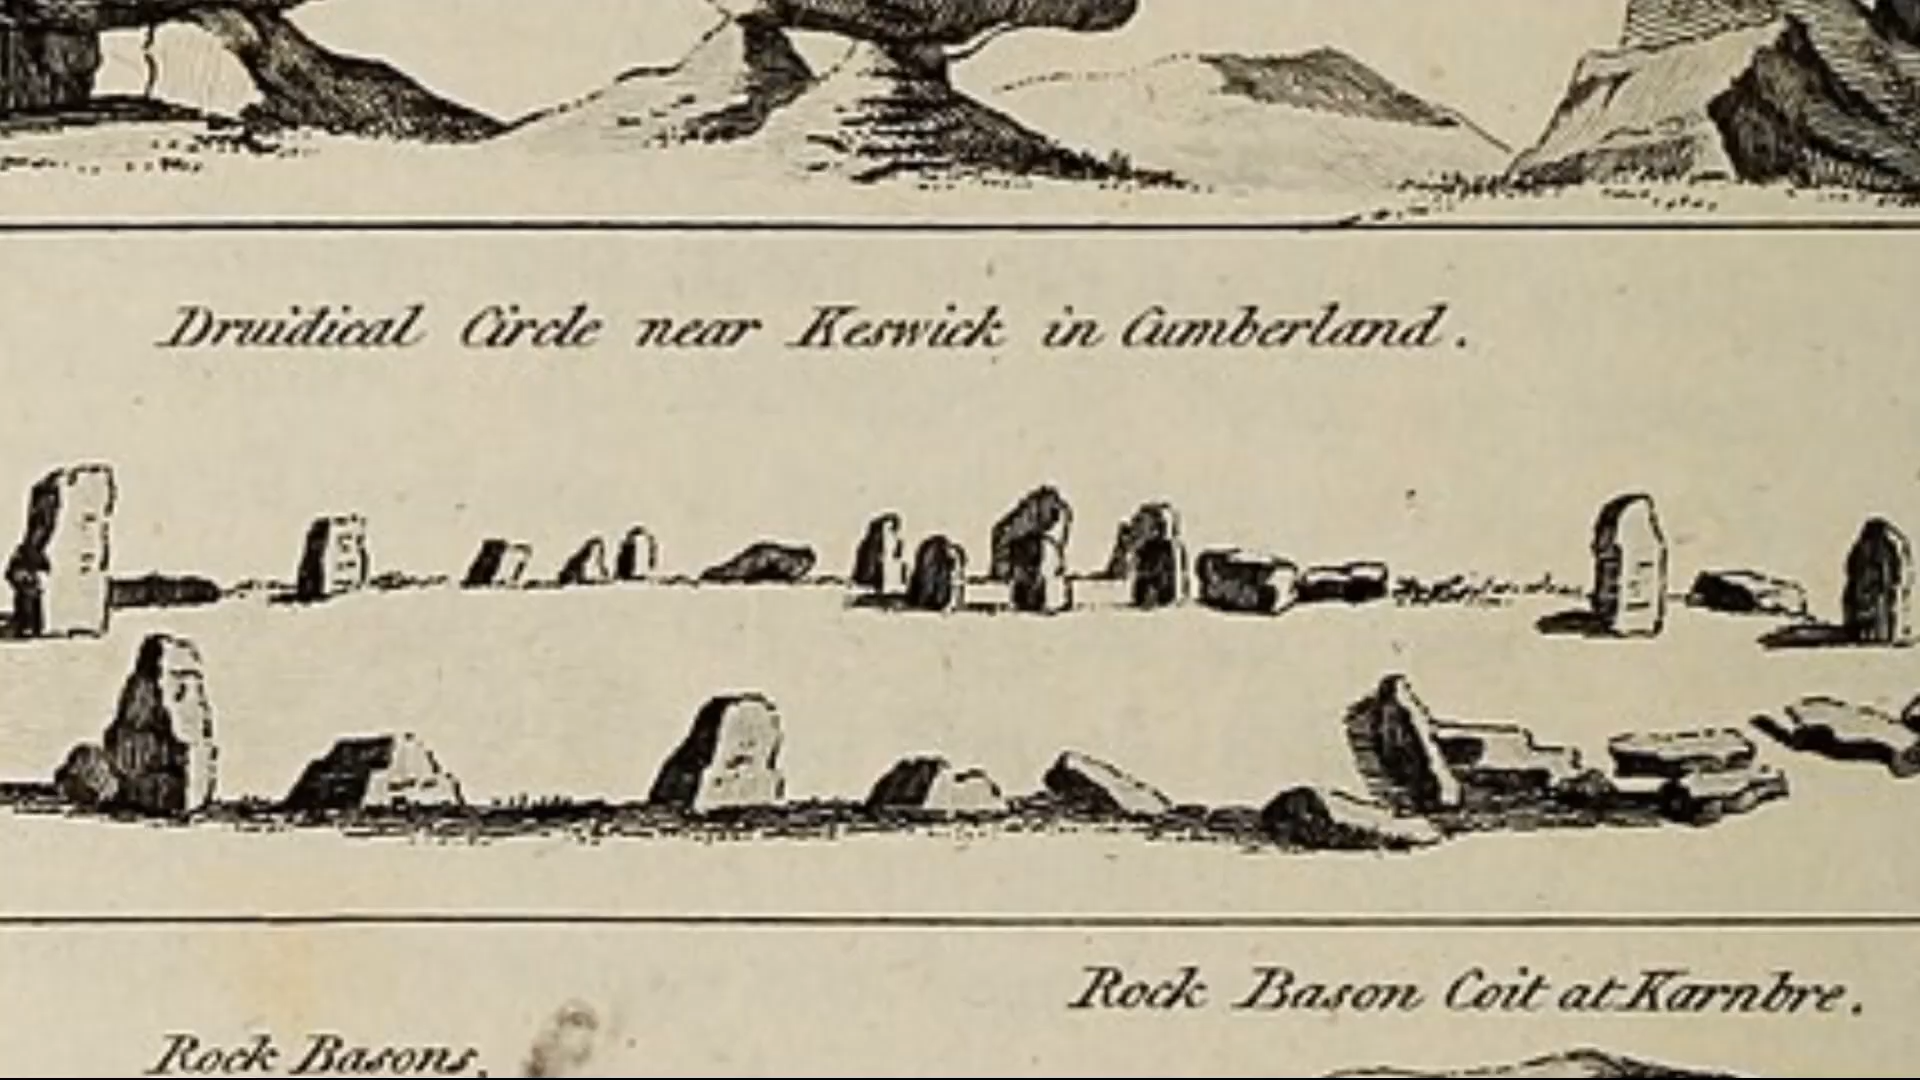 Druidical Circle near Keswick in Cumberland.
Rock Bason Coit at Karnbre.
Rock Basons.